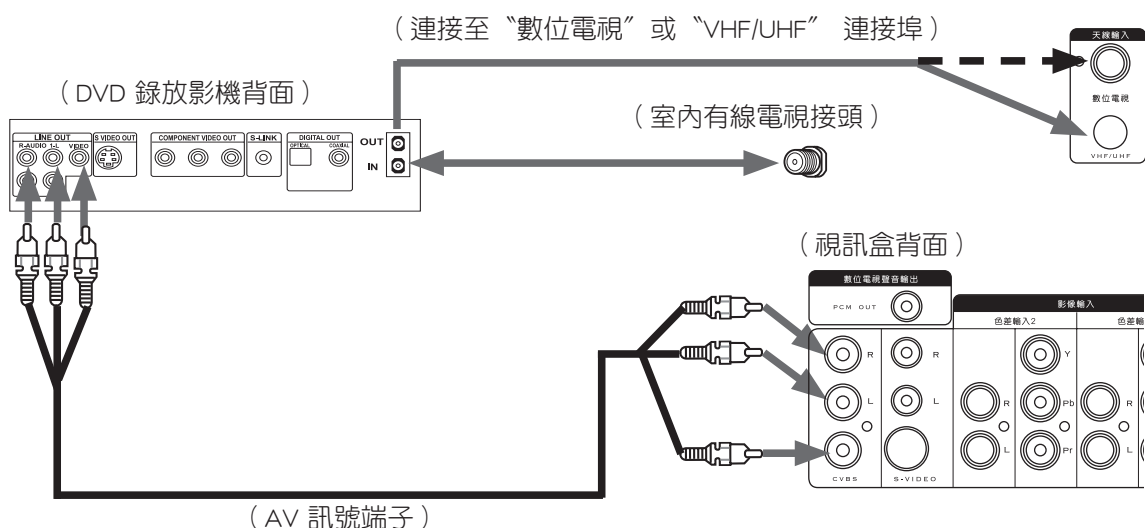 （連接至〝數位電視〞或〝VHF/UHF〞 連接埠）
天線輸入
數位電視
VHF/UHF
（DVD 錄放影機背面）
（室內有線電視接頭）
LINE OUT
R-AUDIO 1-L VIDEO
S VIDEO OUT
COMPONENT VIDEO OUT
S-LINK
DIGITAL OUT
OPTICAL COAXIAL
OUT
IN
（視訊盒背面）
數位電視聲音輸出
PCM OUT
影像輸入
色差輸入2
色差輸
R R Y
L L R Pb R
L Pr L
CVBS S-VIDEO
（AV 訊號端子）